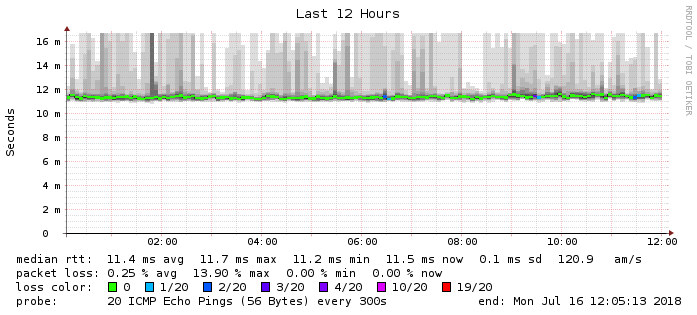 Last 12 Hours
RRDTOOL / TOBI OETIKER
Seconds
16 m
14 m
12 m
10 m
8 m
6 m
4 m
2 m
0
02:00 04:00 06:00 08:00 10:00 12:00
median rtt: 11.4 ms avg 11.7 ms max 11.2 ms min 11.5 ms now 0.1 ms sd 120.9 am/s
packet loss: 0.25 % avg 13.90 % max 0.00 % min 0.00 % now
loss color: 0 1/20 2/20 3/20 4/20 10/20 19/20
probe: 20 ICMP Echo Pings (56 Bytes) every 300s end: Mon Jul 16 12:05:13 2018